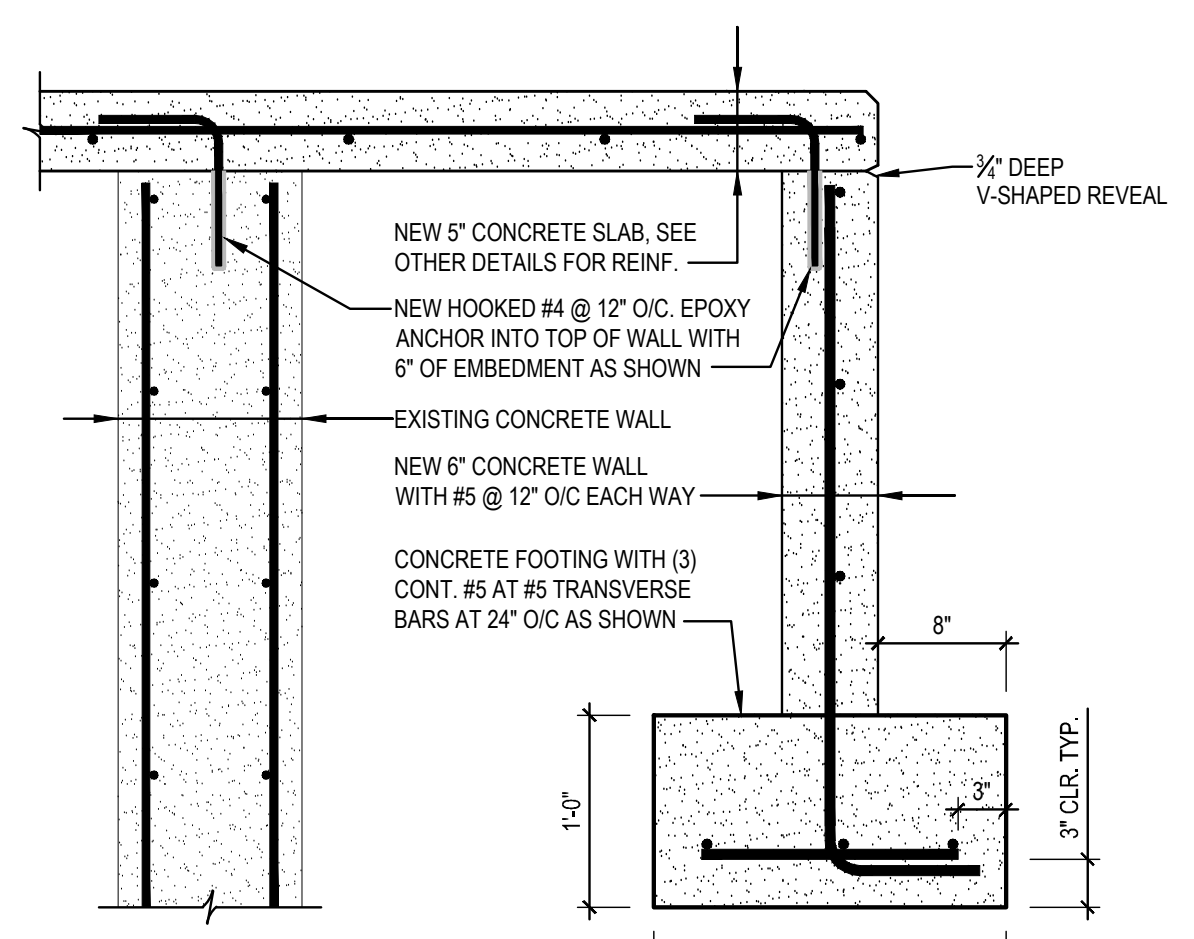 ¾" DEEP
V-SHAPED REVEAL
NEW 5" CONCRETE SLAB, SEE
OTHER DETAILS FOR REINF.
NEW HOOKED #4 @ 12" O/C. EPOXY
ANCHOR INTO TOP OF WALL WITH
6" OF EMBEDMENT AS SHOWN
EXISTING CONCRETE WALL
NEW 6" CONCRETE WALL
WITH #5 @ 12" O/C EACH WAY
CONCRETE FOOTING WITH (3)
CONT. #5 AT #5 TRANSVERSE
BARS AT 24" O/C AS SHOWN
8"
1'-0"
3"
3" CLR. TYP.